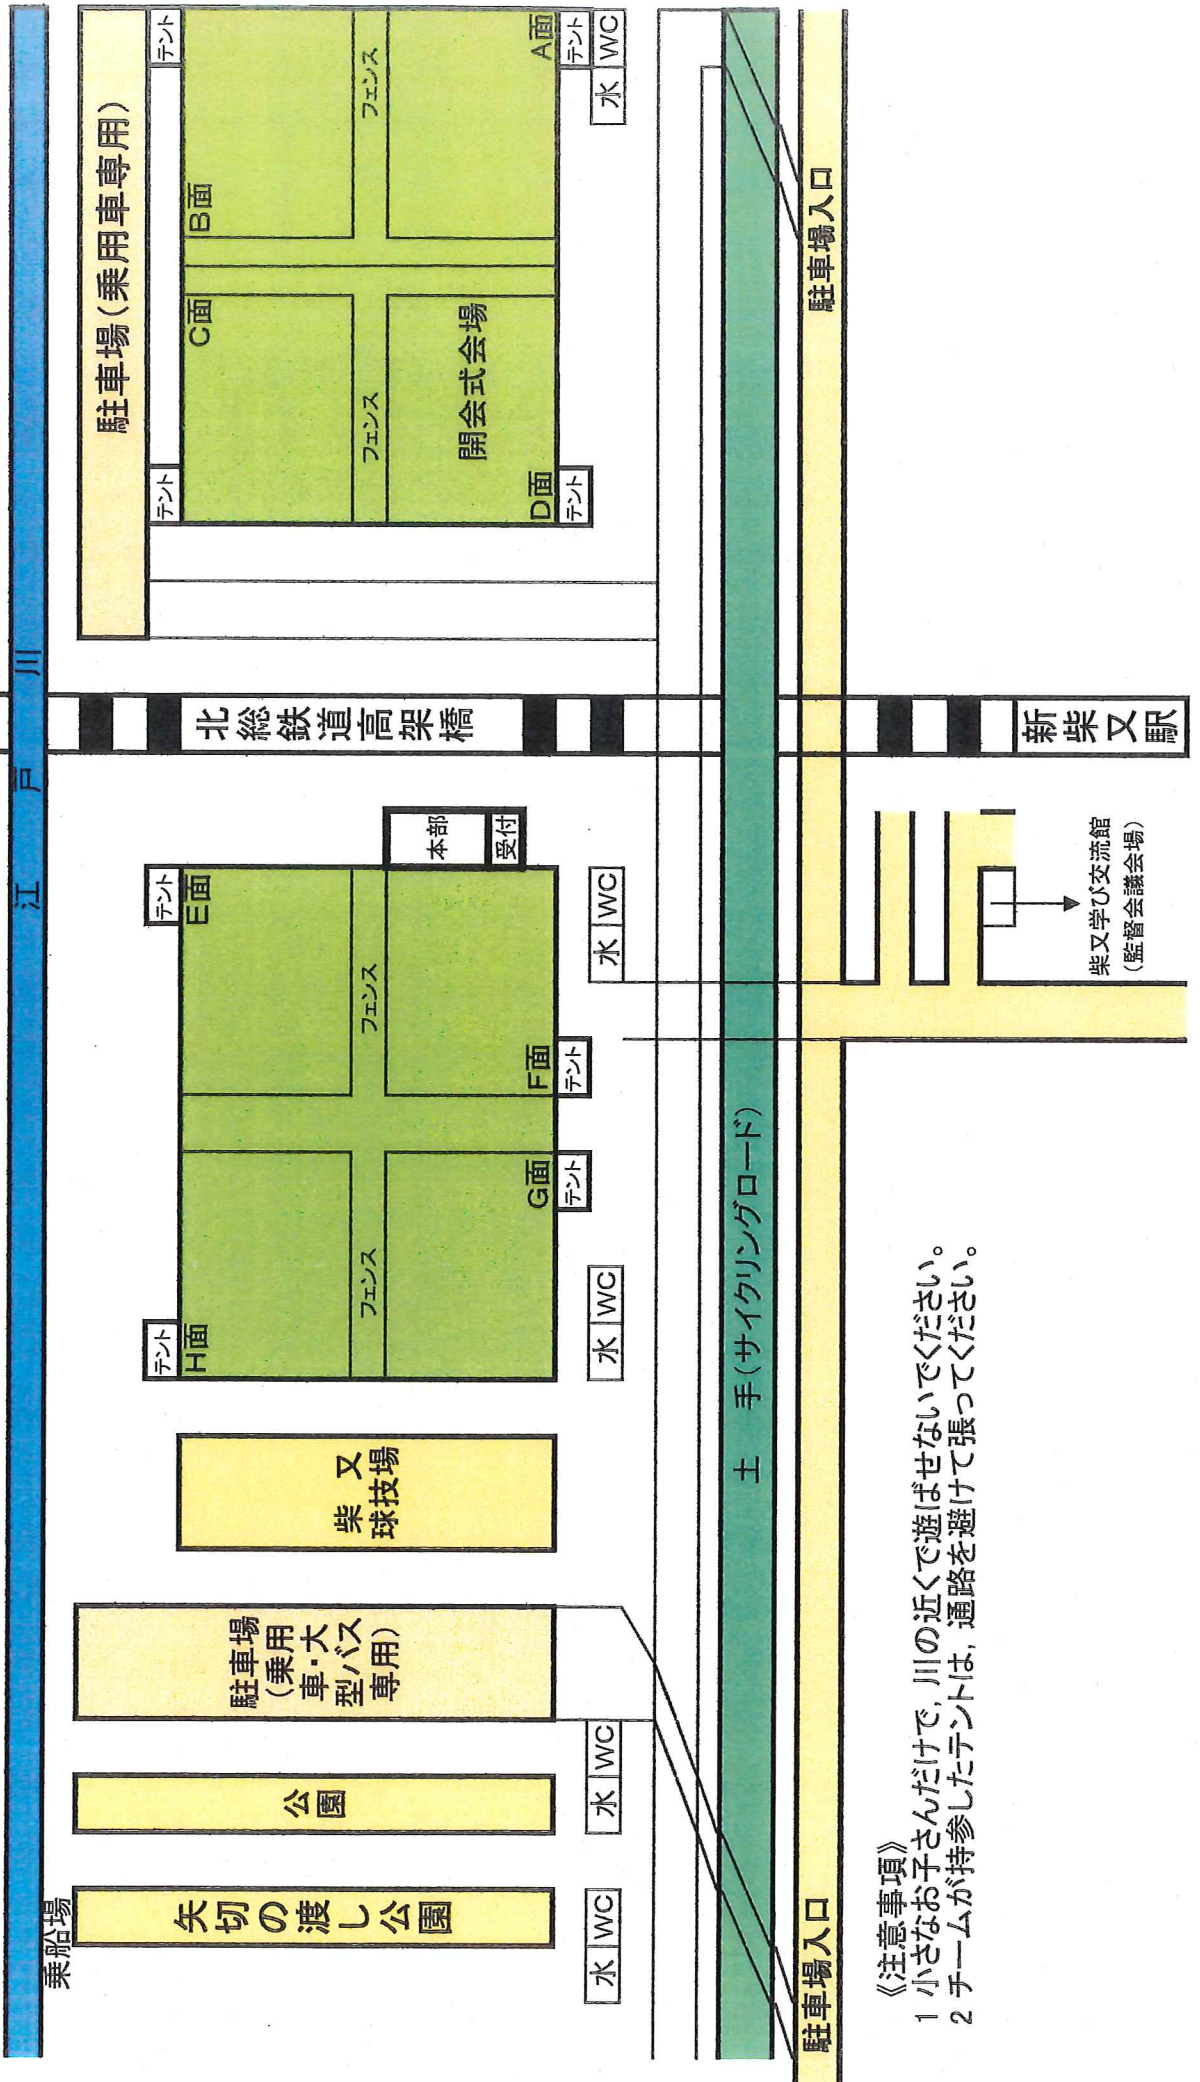 江戸川
乗船場
矢切の渡し公園
公園
駐車場
(乗用
車・大
型バス
専用)
柴又
球技場
テント
H面
フェンス
G面
テント
テント
E面
フェンス
F面
テント
本部
受付
北総鉄道高架橋
新柴又駅
駐車場(乗用車専用)
テント
C面
フェンス
開会式会場
D面
テント
テント
B面
フェンス
A面
テント
水 WC
水 WC
水 WC
水 WC
水 WC
土 手(サイクリングロード)
駐車場入口
駐車場入口
柴又学び交流館
(監督会議会場)
《注意事項》
1 小さなお子さんだけで, 川の近くで遊ばせないでください。
2 チームが持参したテントは, 通路を避けて張ってください。